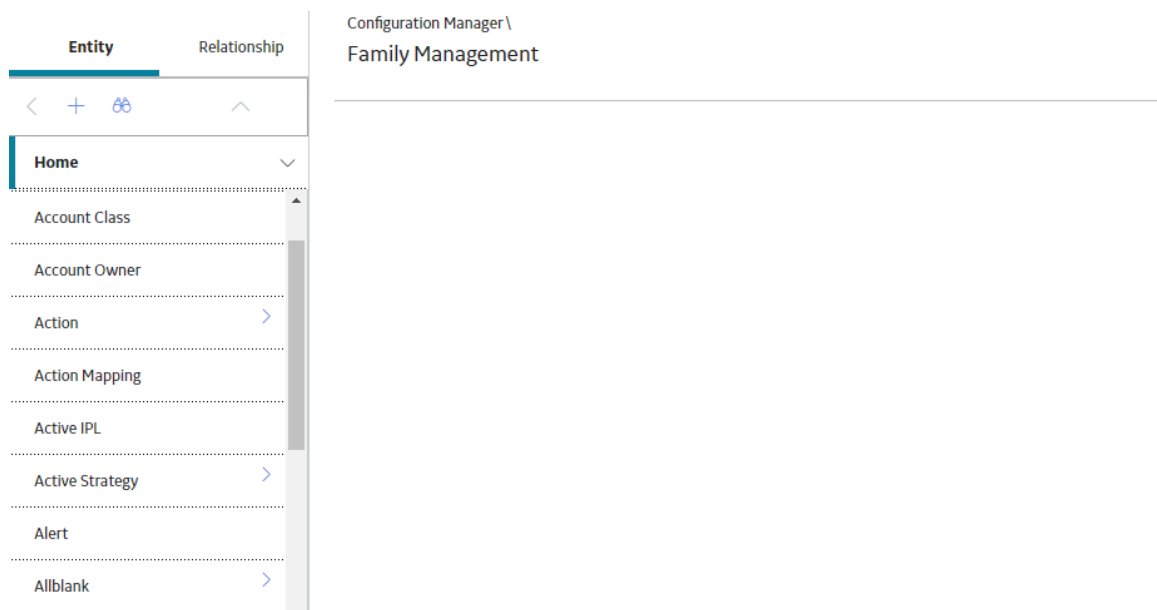 Entity
Relationship
Configuration Manager \
Family Management
Home
Account Class
Account Owner
Action
Action Mapping
Active IPL
Active Strategy
Alert
Allblank